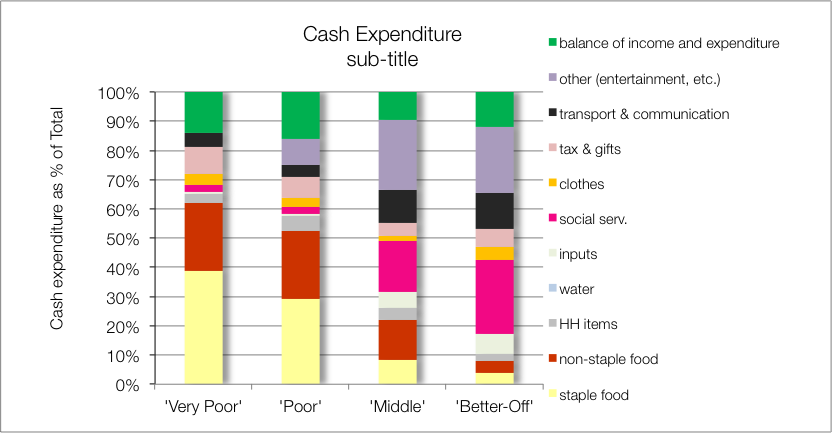 Cash Expenditure
sub-title
Cash expenditure as % of Total
100%
90%
80%
70%
60%
50%
40%
30%
20%
10%
0%
'Very Poor'
'Poor'
'Middle'
'Better-Off'
balance of income and expenditure
other (entertainment, etc.)
transport & communication
tax & gifts
clothes
social serv.
inputs
water
HH items
non-staple food
staple food